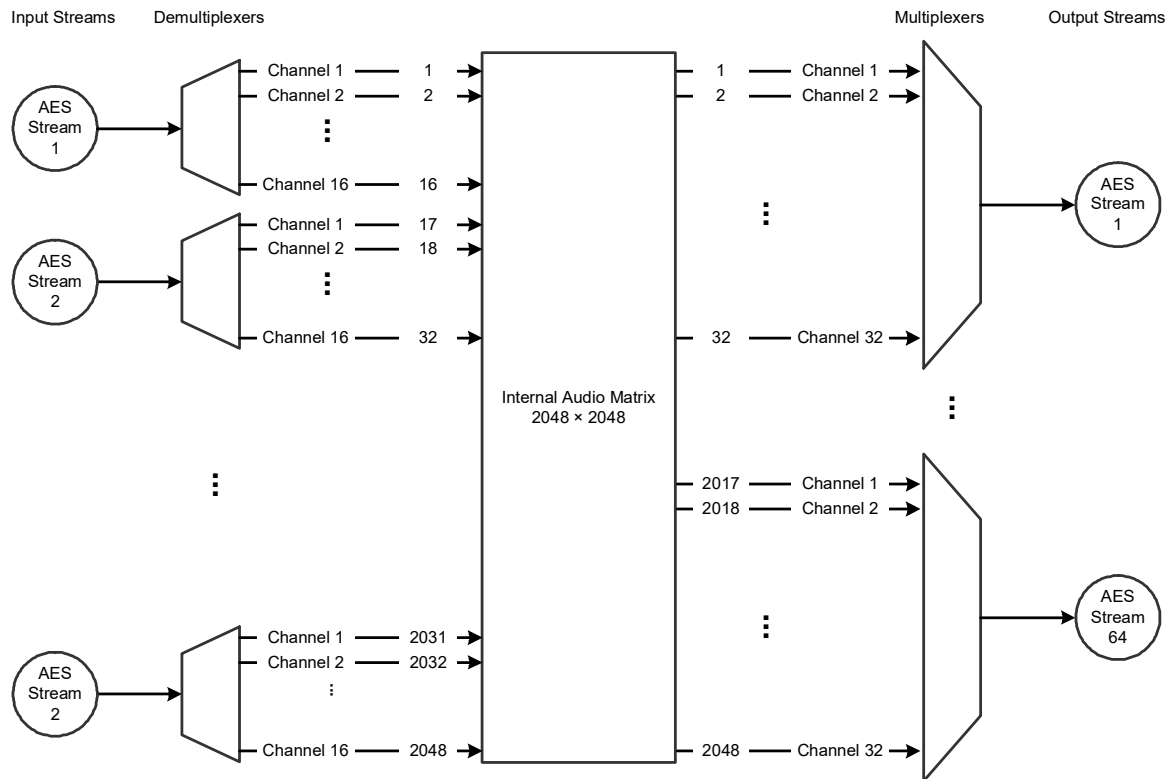 Input Streams
Demultiplexers
Multiplexers
Output Streams
AES
Stream
1
Channel 1
1
Channel 2
2
Channel 16
16
AES
Stream
2
Channel 1
17
Channel 2
18
Channel 16
32
AES
Stream
2
Channel 1
2031
Channel 2
2032
Channel 16
2048
Internal Audio Matrix
2048 × 2048
1
Channel 1
2
Channel 2
32
Channel 32
AES
Stream
1
2017
Channel 1
2018
Channel 2
2048
Channel 32
AES
Stream
64